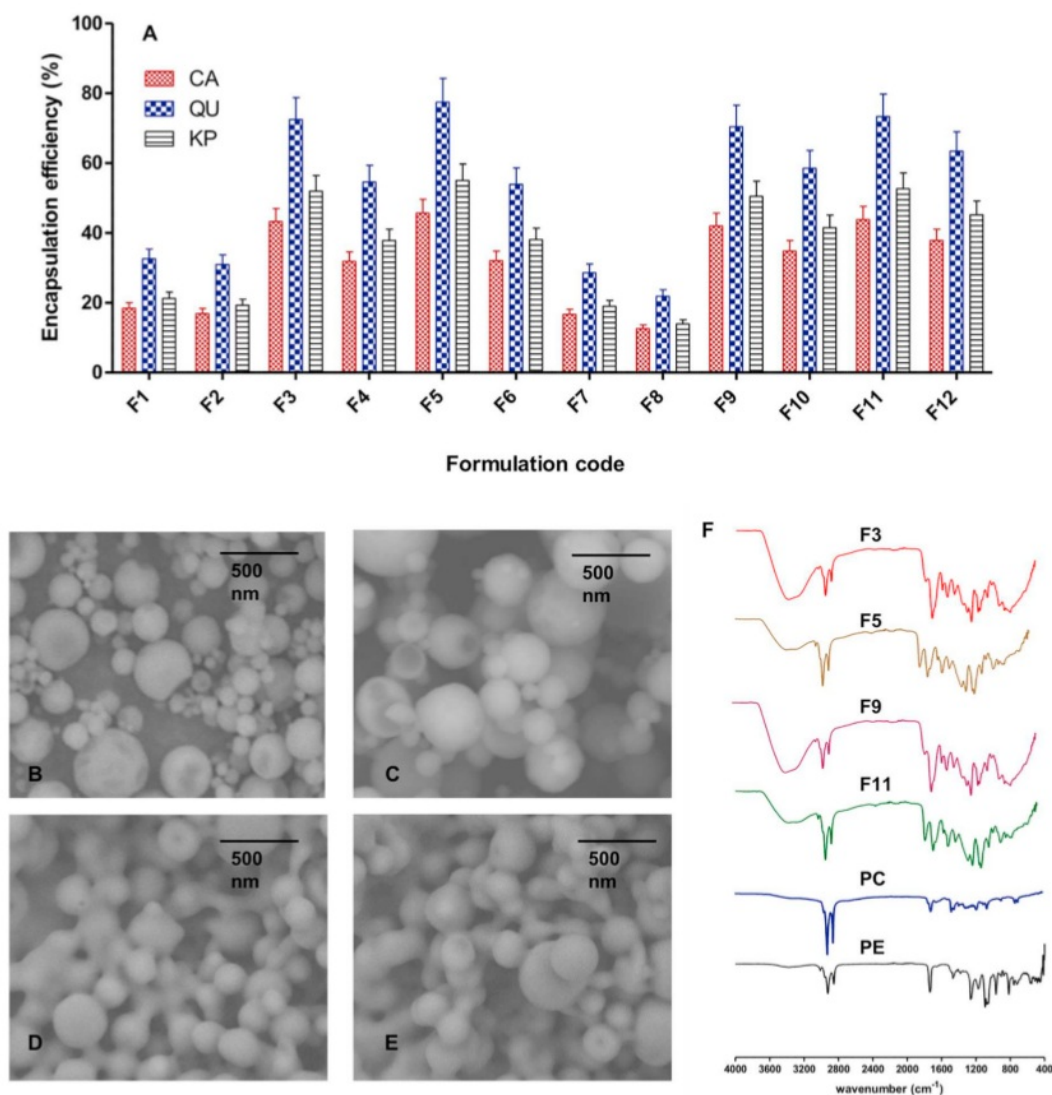 A
Encapsulation efficiency (%)
100
80
60
40
20
0
CA
QU
KP
F1 F2 F3 F4 F5 F6 F7 F8 F9 F10 F11 F12
Formulation code
500
nm
B
500
nm
C
500
nm
D
500
nm
E
F
F3
F5
F9
F11
PC
PE
4000 3600 3200 2800 2400 2000 1600 1200 800 400
wavenumber (cm⁻¹)